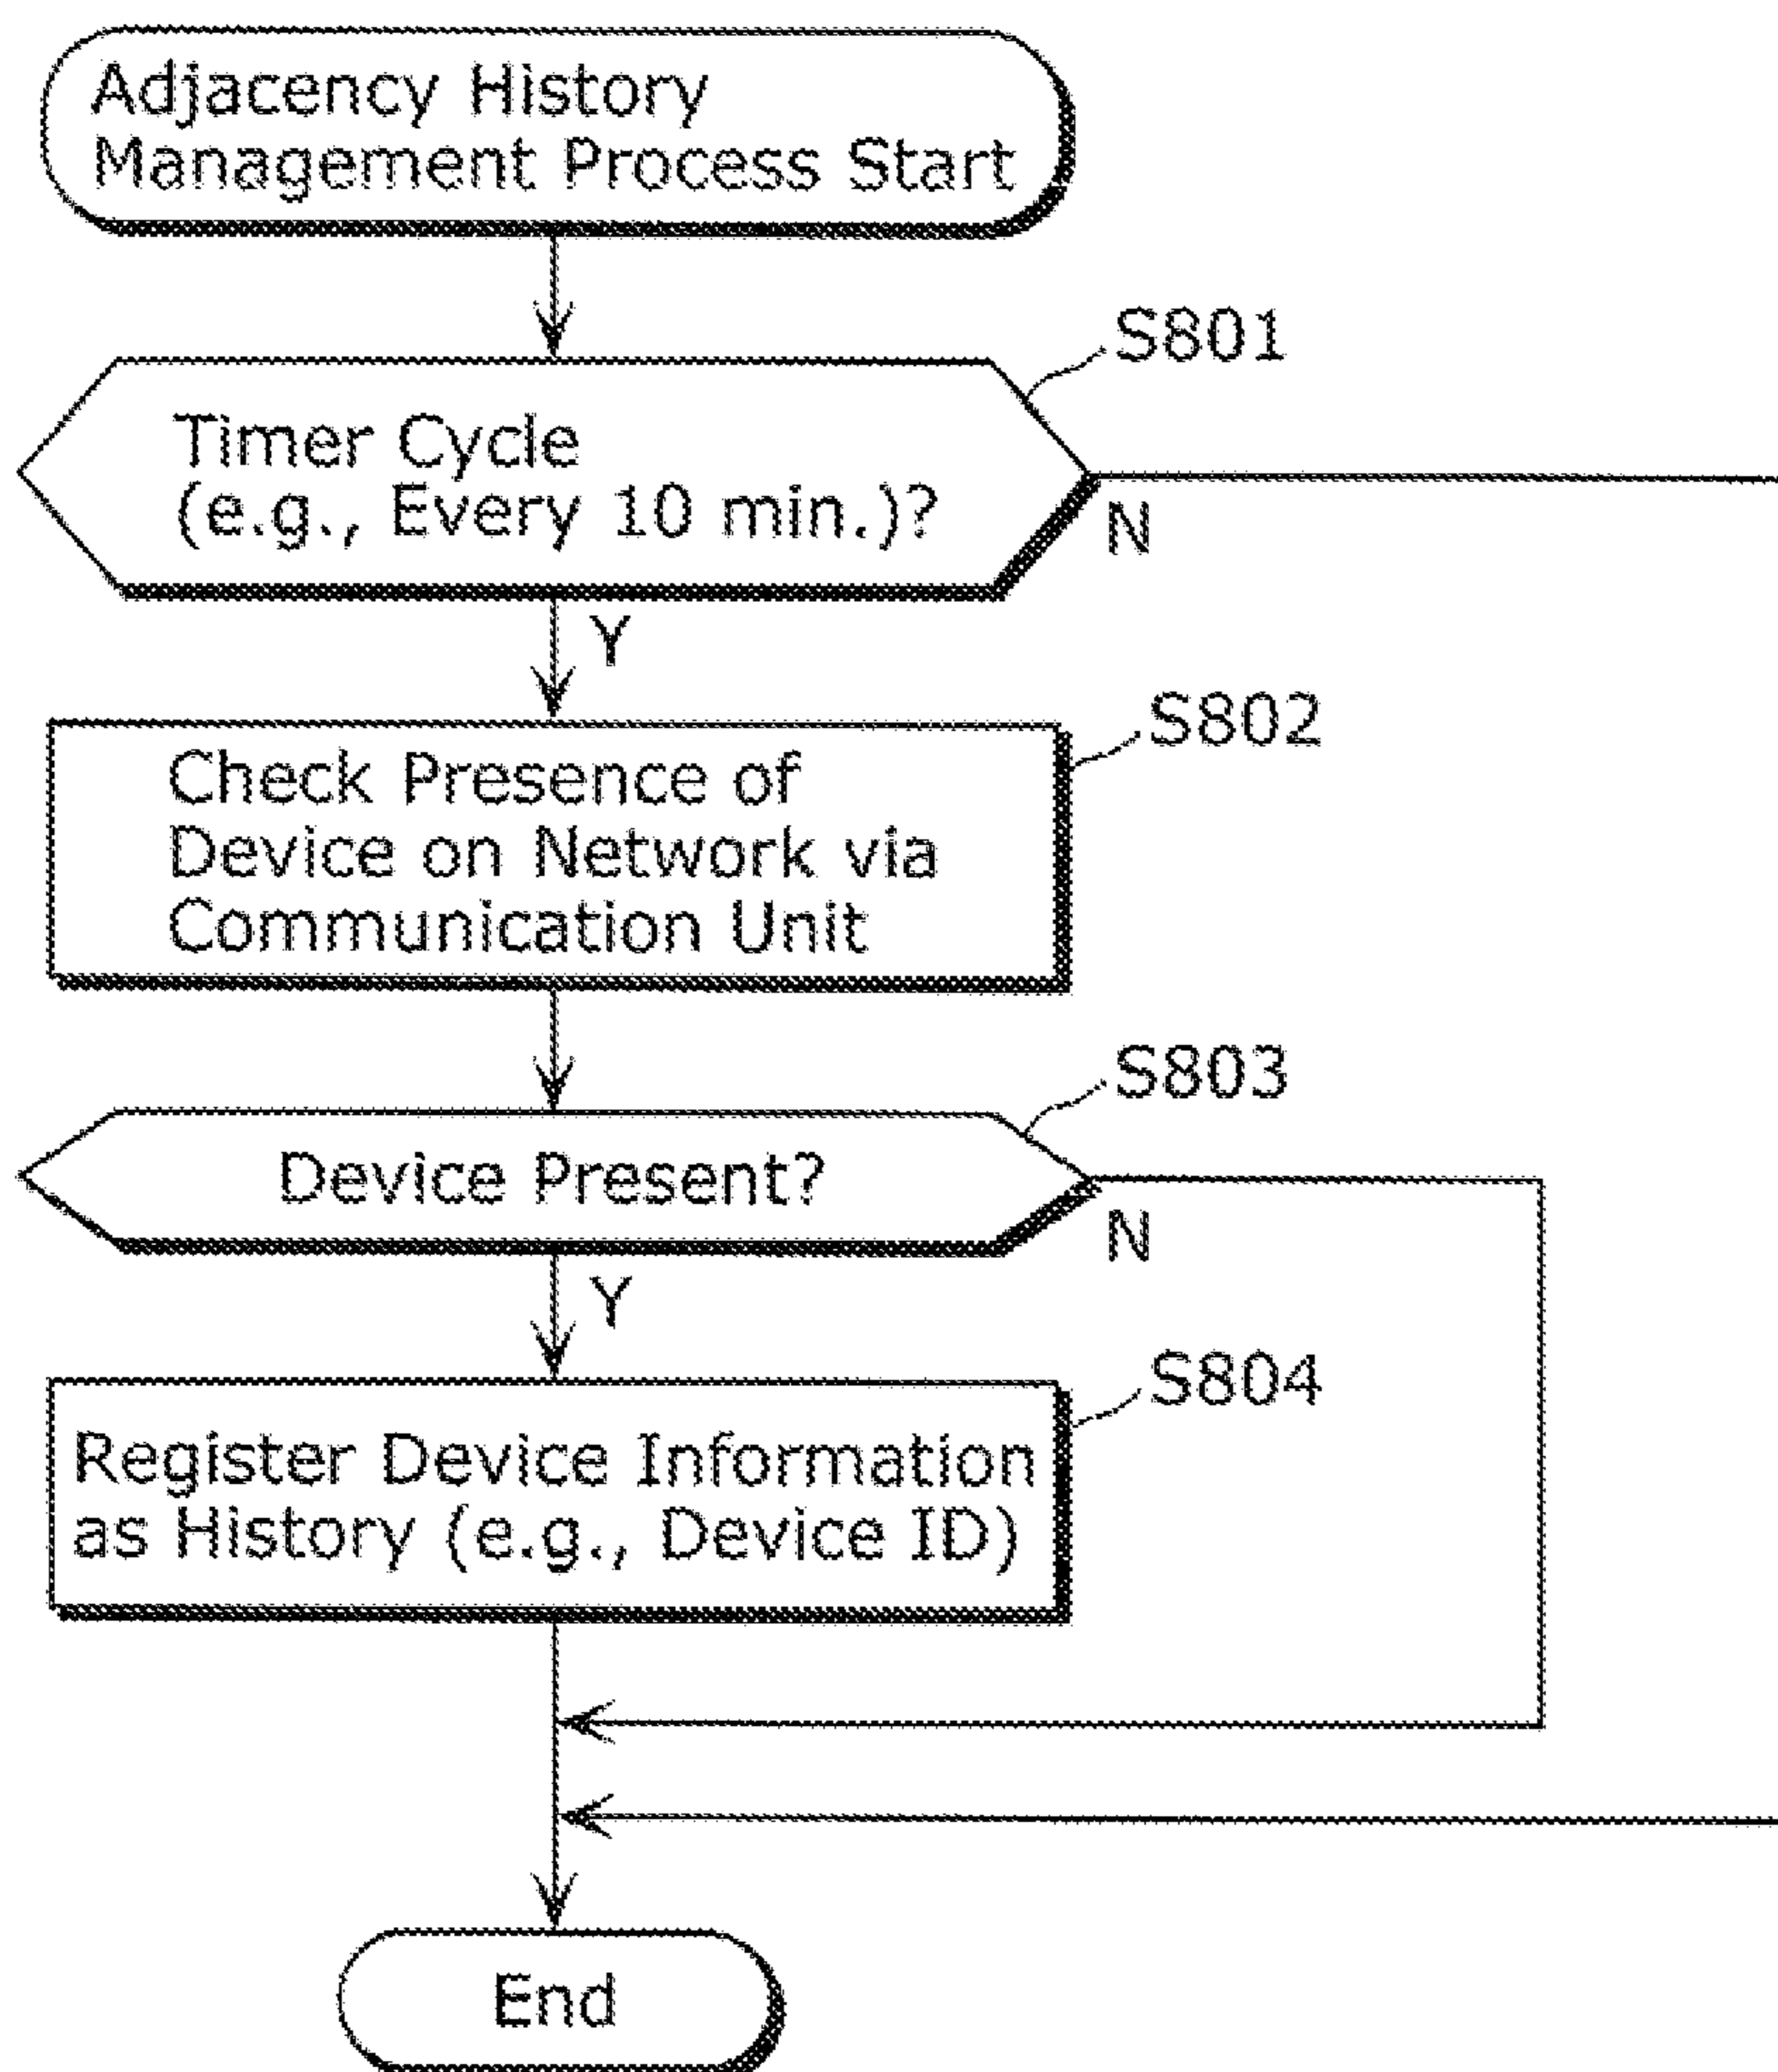 Adjacency History
Management Process Start
S801
Timer Cycle
(e.g., Every 10 min.)?
N
Y
S802
Check Presence of
Device on Network via
Communication Unit
S803
Device Present?
N
Y
S804
Register Device Information
as History (e.g., Device ID)
End